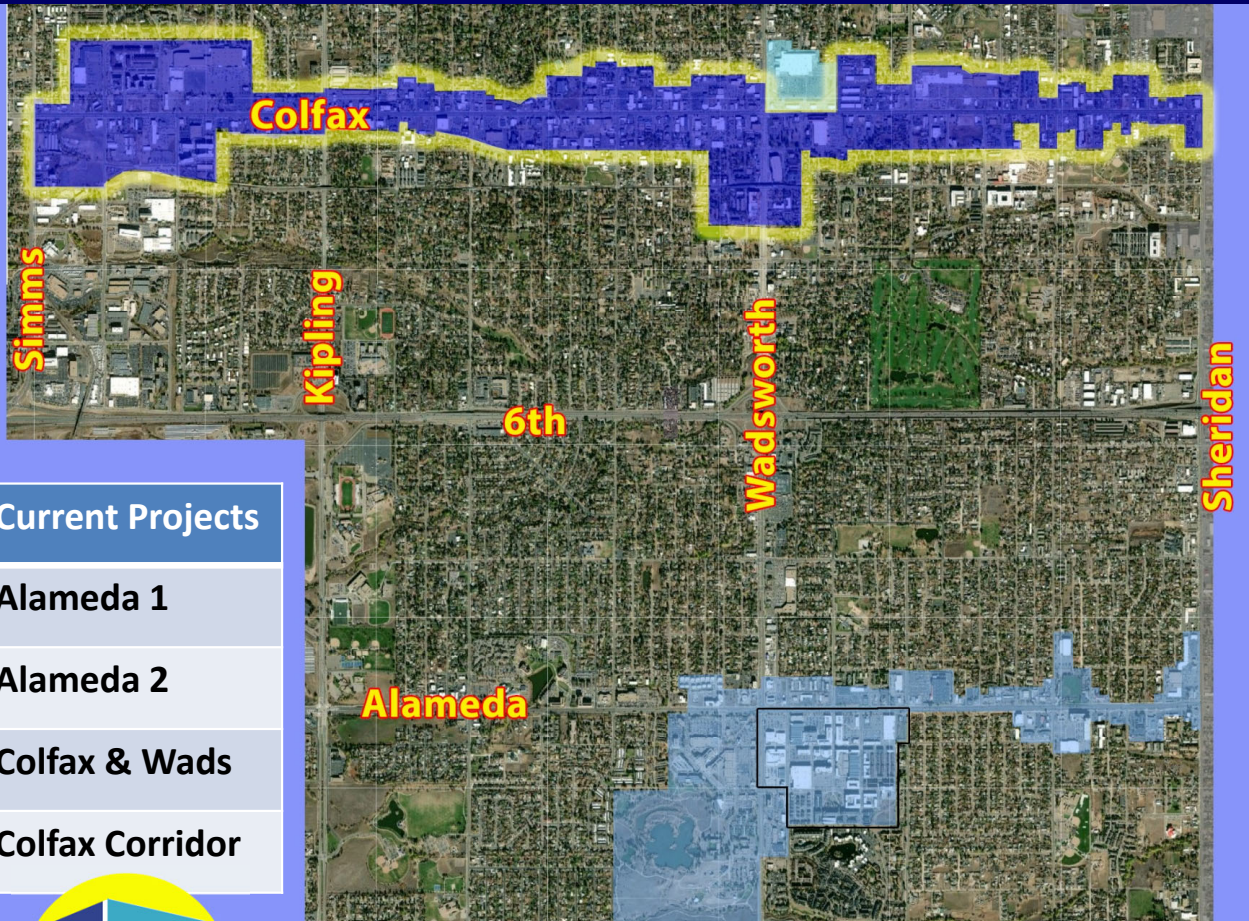 Colfax
Simms
Kipling
Wadsworth
Sheridan
6th
Alameda
Current Projects
Alameda 1
Alameda 2
Colfax & Wads
Colfax Corridor